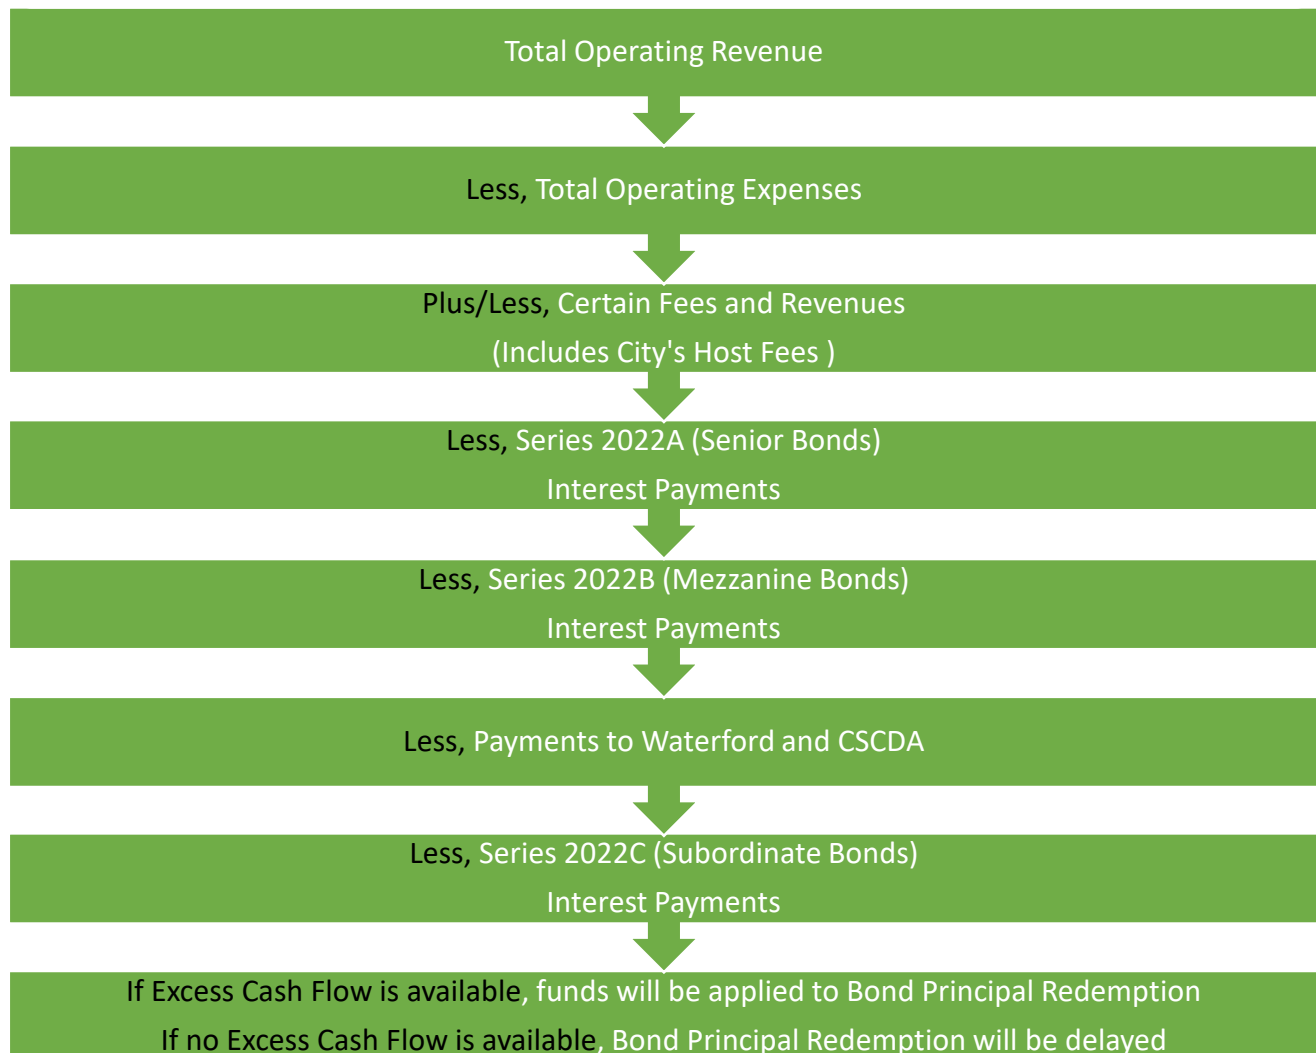 Total Operating Revenue
Less, Total Operating Expenses
Plus/Less, Certain Fees and Revenues
(Includes City's Host Fees )
Less, Series 2022A (Senior Bonds)
Interest Payments
Less, Series 2022B (Mezzanine Bonds)
Interest Payments
Less, Payments to Waterford and CSCDA
Less, Series 2022C (Subordinate Bonds)
Interest Payments
If Excess Cash Flow is available, funds will be applied to Bond Principal Redemption
If no Excess Cash Flow is available, Bond Principal Redemption will be delayed